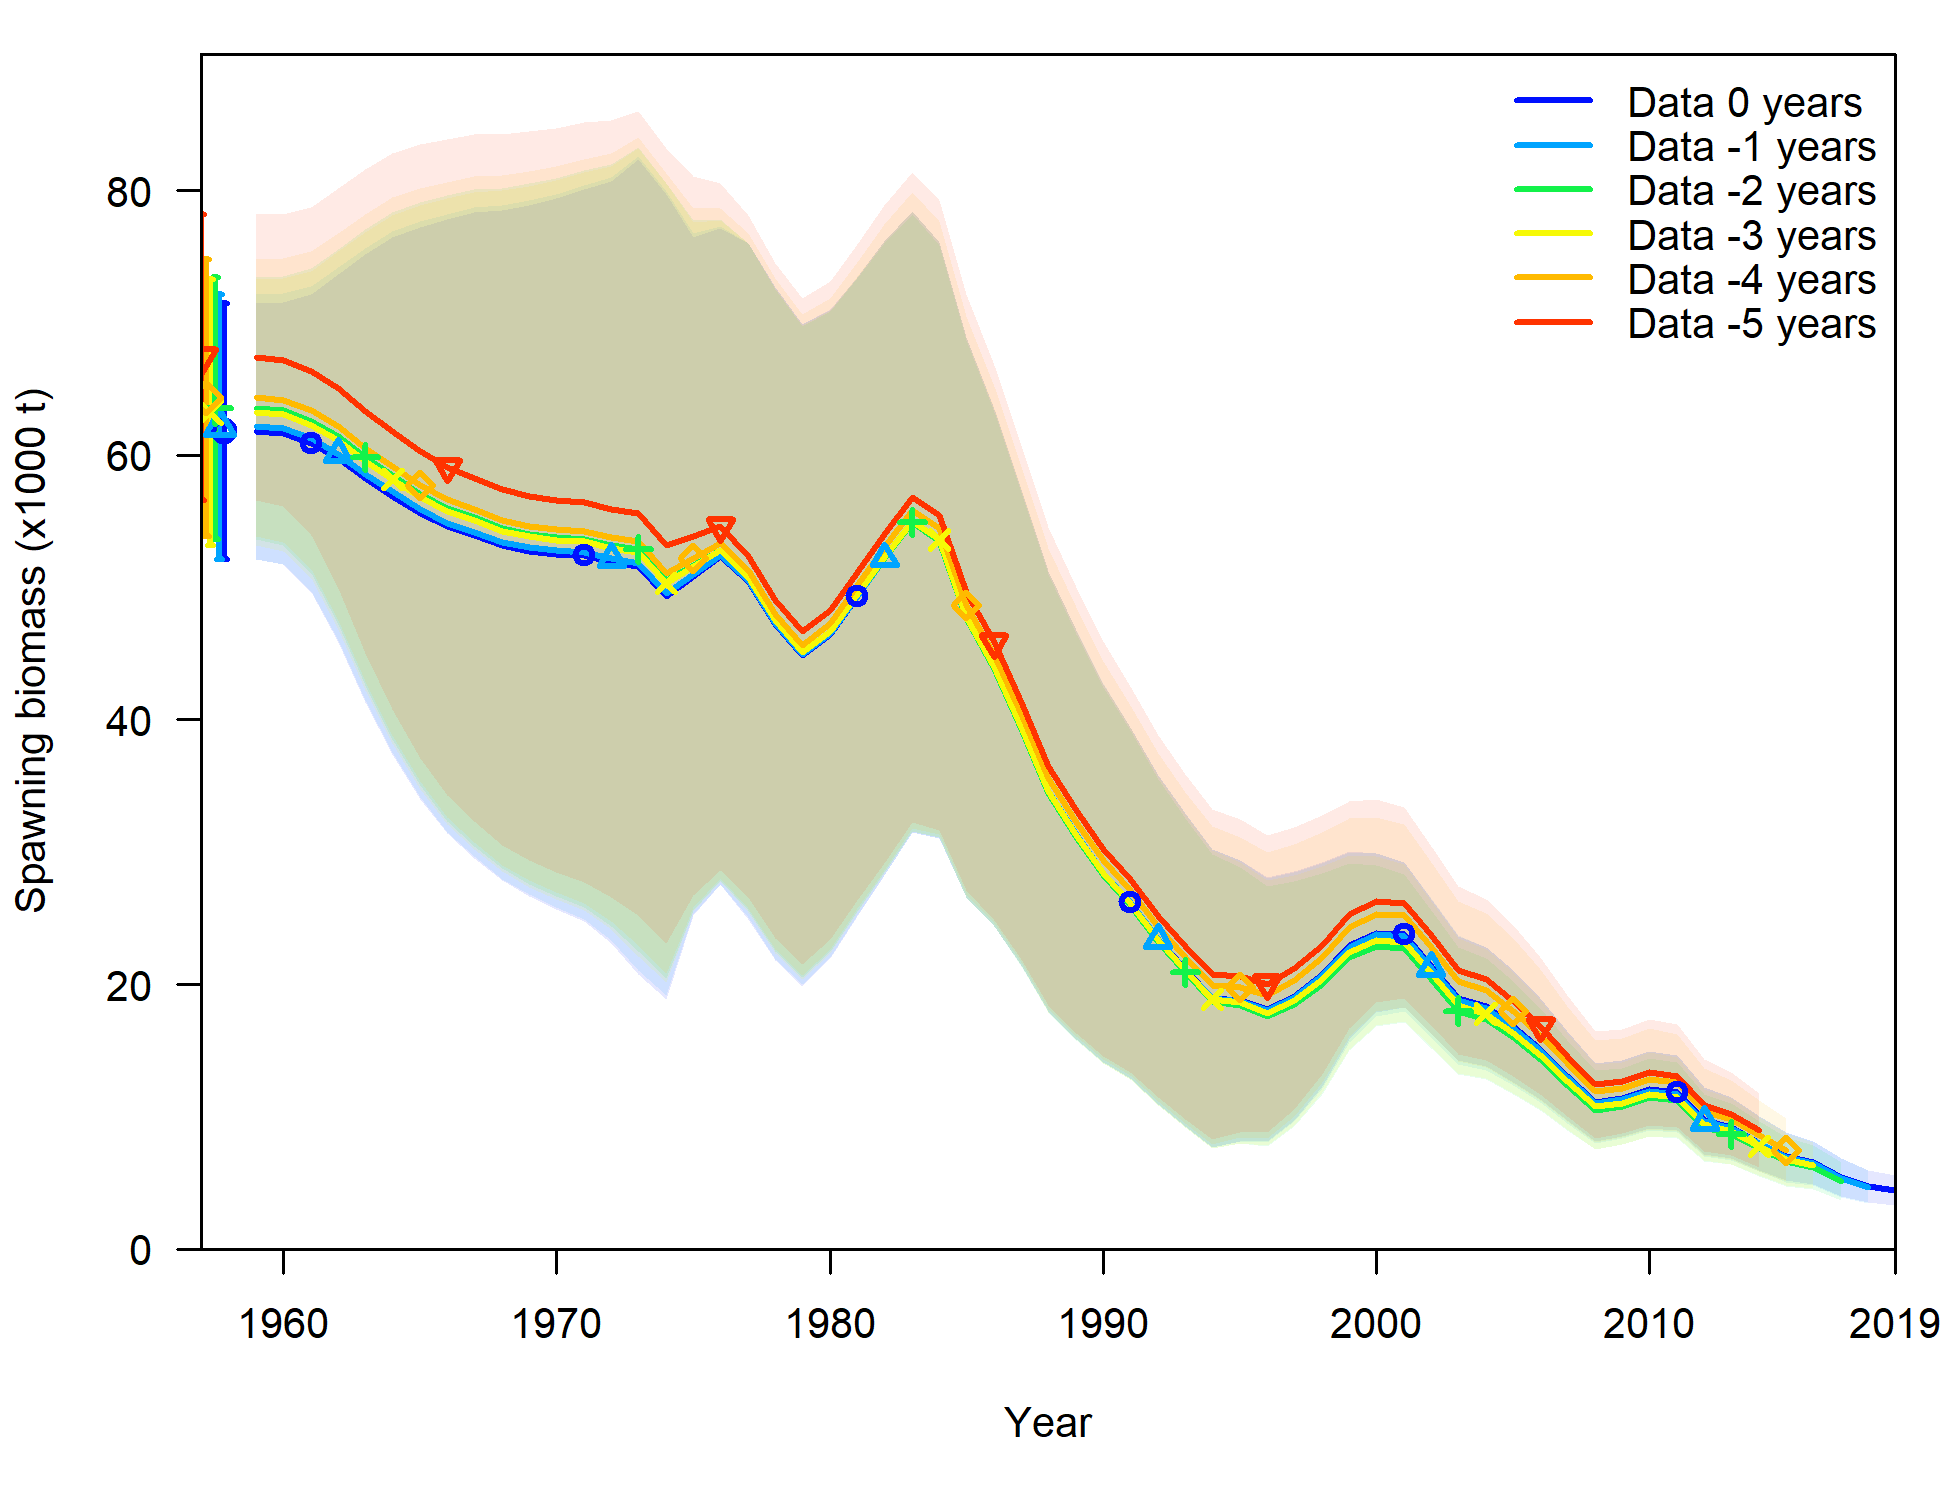 Data 0 years
Data -1 years
Data -2 years
Data -3 years
Data -4 years
Data -5 years
80
60
40
20
0
Spawning biomass (x1000 t)
1960 1970 1980 1990 2000 2010 2019
Year